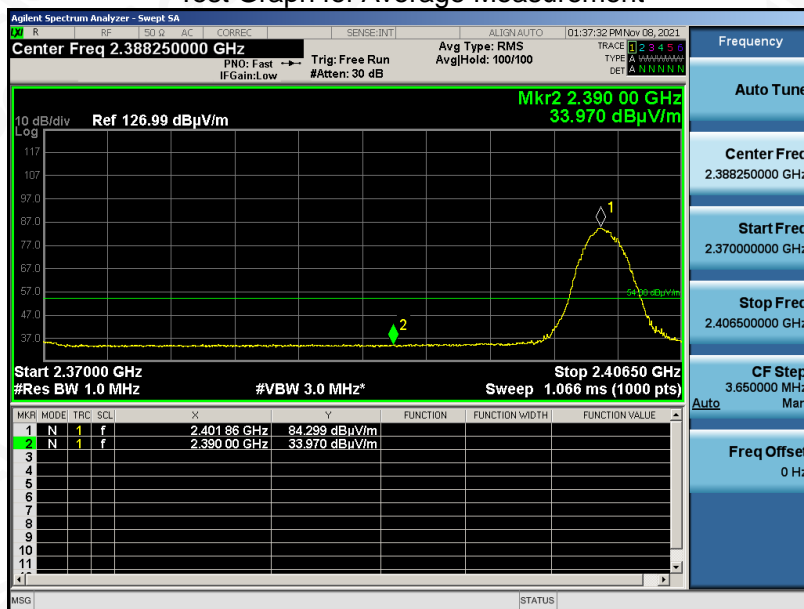 Test Graph for Average Measurement
Agilent Spectrum Analyzer - Swept SA
LXI R RF 50 Ω AC CORREC SENSE:INT ALIGN AUTO 01:37:32 PM Nov 08, 2021
Center Freq 2.388250000 GHz
PNO: Fast
IFGain:Low
Trig: Free Run
#Atten: 30 dB
Avg Type: RMS
Avg|Hold: 100/100
TRACE 1 2 3 4 5 6
TYPE A WWWWW
DET A N N N N N
Mkr2 2.390 00 GHz
33.970 dBμV/m
10 dB/div
Log
Ref 126.99 dBμV/m
117
107
97.0
87.0
77.0
67.0
57.0
47.0
37.0
1
2
54.00 dBμV/m
Start 2.37000 GHz
Stop 2.40650 GHz
#Res BW 1.0 MHz
#VBW 3.0 MHz*
Sweep 1.066 ms (1000 pts)
MKR MODE TRC SCL X Y FUNCTION FUNCTION WIDTH FUNCTION VALUE
1 N 1 f 2.401 86 GHz 84.299 dBμV/m
2 N 1 f 2.390 00 GHz 33.970 dBμV/m
3
4
5
6
7
8
9
10
11
MSG
STATUS
Frequency
Auto Tune
Center Freq
2.388250000 GHz
Start Freq
2.370000000 GHz
Stop Freq
2.406500000 GHz
CF Step
3.650000 MHz
Auto Man
Freq Offset
0 Hz